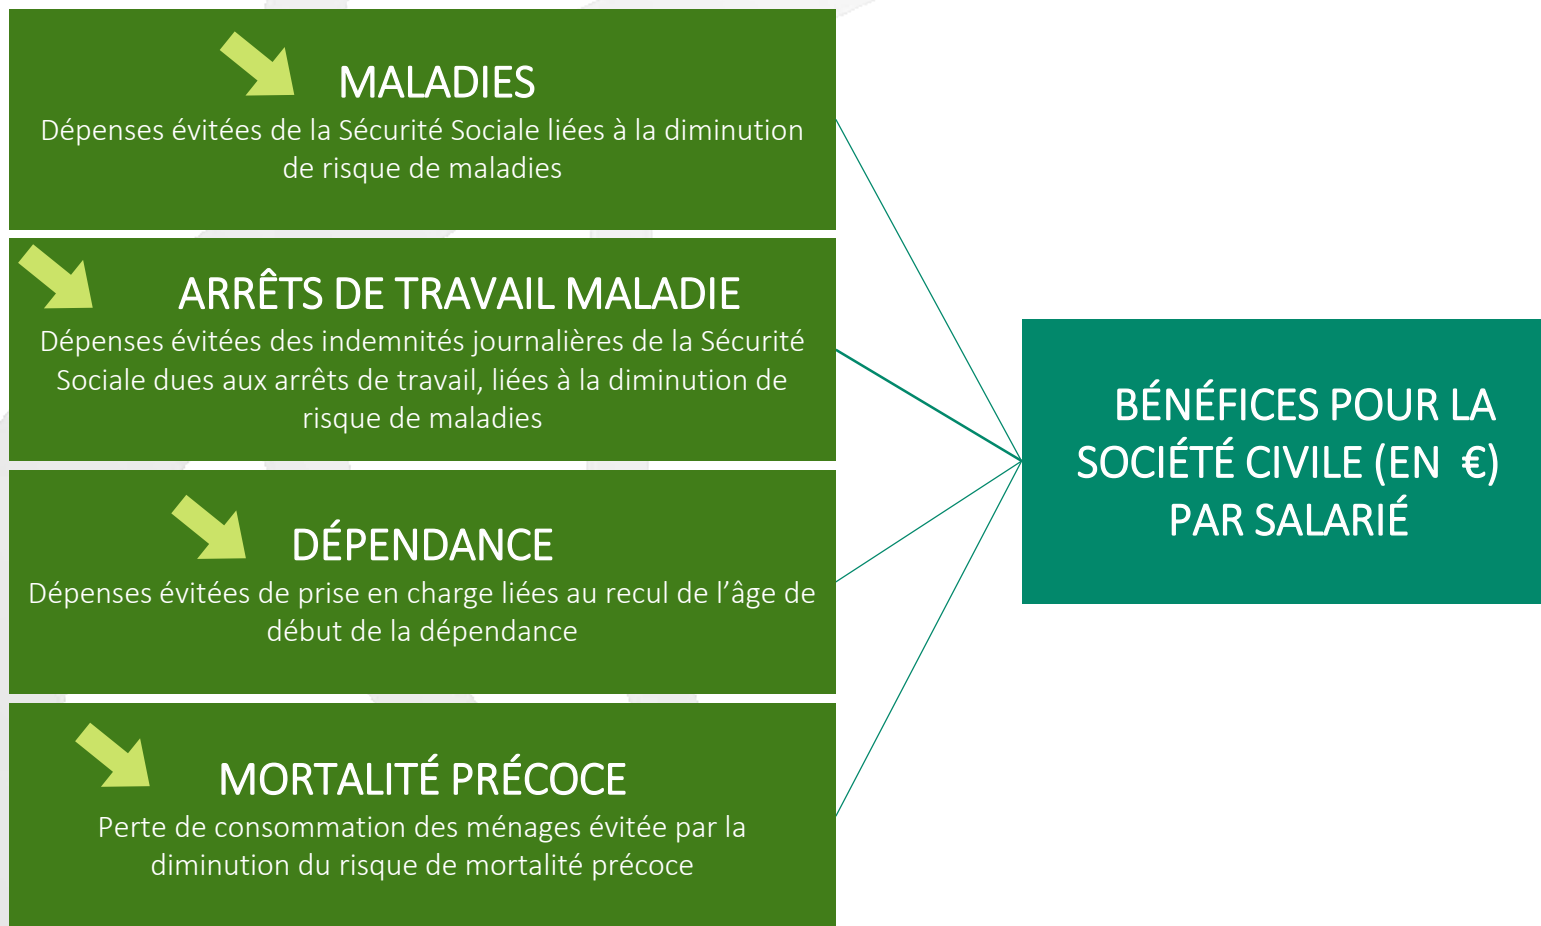 MALADIES
Dépenses évitées de la Sécurité Sociale liées à la diminution
de risque de maladies
ARRÊTS DE TRAVAIL MALADIE
Dépenses évitées des indemnités journalières de la Sécurité
Sociale dues aux arrêts de travail, liées à la diminution de
risque de maladies
DÉPENDANCE
Dépenses évitées de prise en charge liées au recul de l’âge de
début de la dépendance
MORTALITÉ PRÉCOCE
Perte de consommation des ménages évitée par la
diminution du risque de mortalité précoce
BÉNÉFICES POUR LA
SOCIÉTÉ CIVILE (EN €)
PAR SALARIÉ